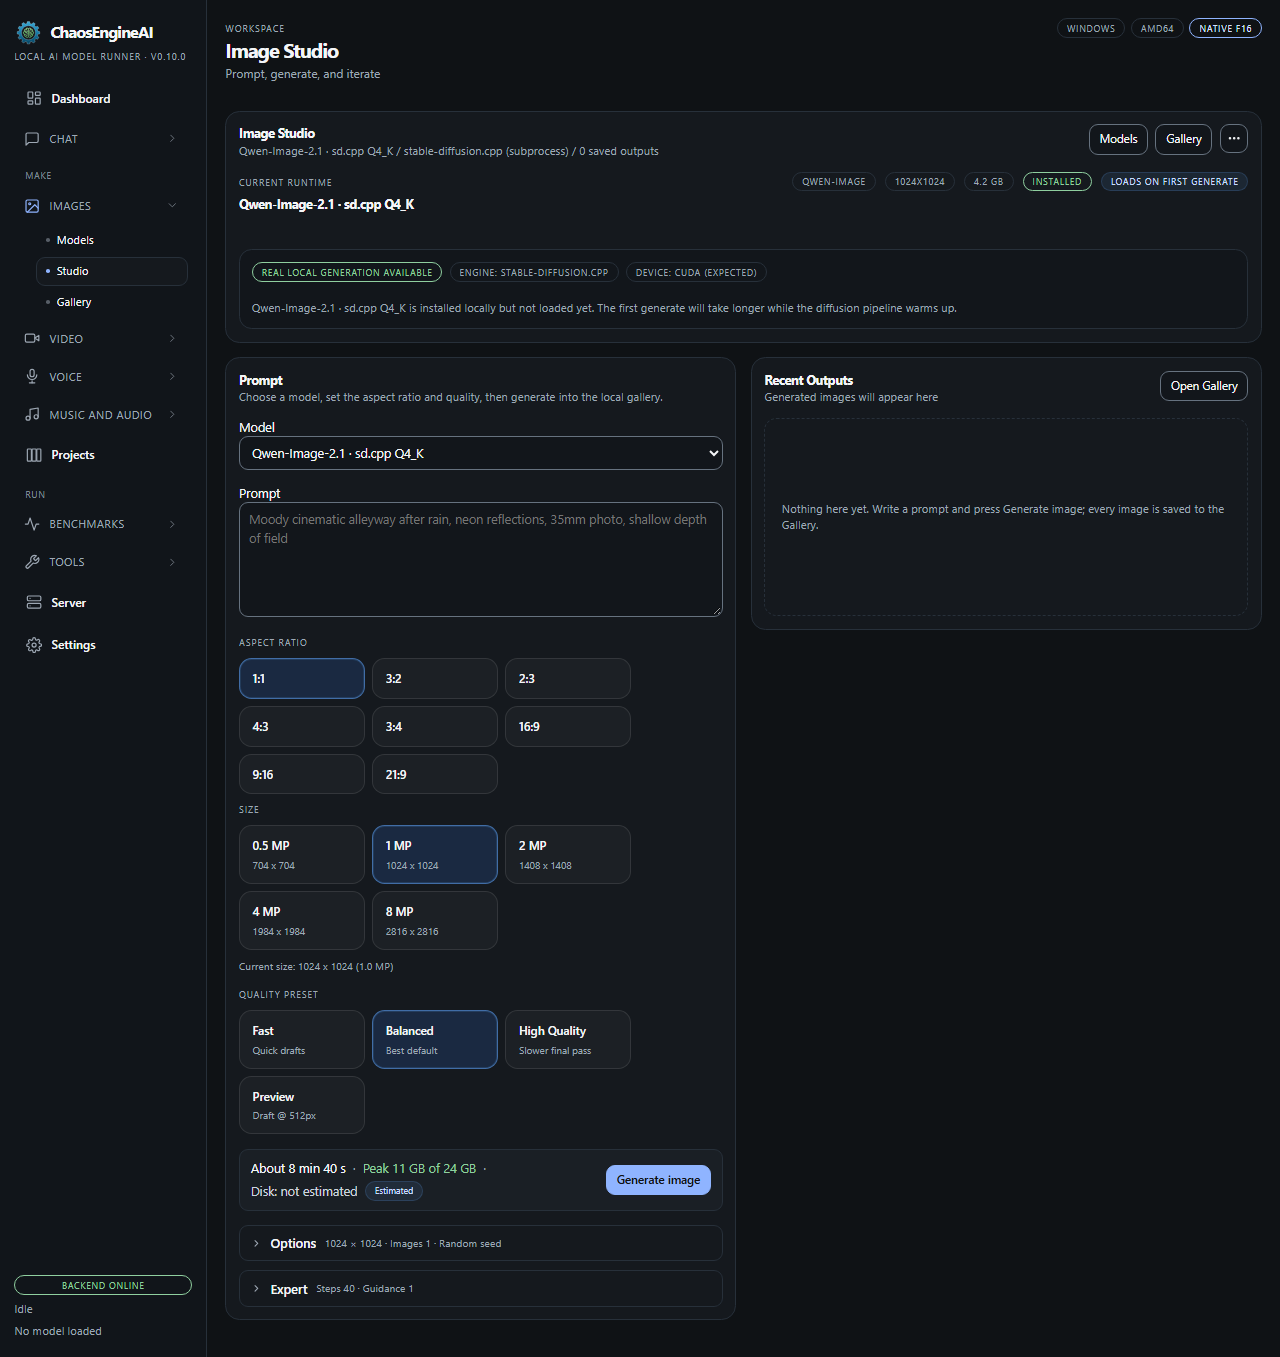 ChaosEngineAI
LOCAL AI MODEL RUNNER · V0.10.0
Dashboard
CHAT
MAKE
IMAGES
Models
Studio
Gallery
VIDEO
VOICE
MUSIC AND AUDIO
Projects
RUN
BENCHMARKS
TOOLS
Server
Settings
BACKEND ONLINE
Idle
No model loaded
WORKSPACE
Image Studio
Prompt, generate, and iterate
WINDOWS
AMD64
NATIVE F16
Image Studio
Qwen-Image-2.1 · sd.cpp Q4_K / stable-diffusion.cpp (subprocess) / 0 saved outputs
Models
Gallery
···
CURRENT RUNTIME
Qwen-Image-2.1 · sd.cpp Q4_K
QWEN-IMAGE
1024X1024
4.2 GB
INSTALLED
LOADS ON FIRST GENERATE
REAL LOCAL GENERATION AVAILABLE
ENGINE: STABLE-DIFFUSION.CPP
DEVICE: CUDA (EXPECTED)
Qwen-Image-2.1 · sd.cpp Q4_K is installed locally but not loaded yet. The first generate will take longer while the diffusion pipeline warms up.
Prompt
Choose a model, set the aspect ratio and quality, then generate into the local gallery.
Model
Qwen-Image-2.1 · sd.cpp Q4_K
Prompt
Moody cinematic alleyway after rain, neon reflections, 35mm photo, shallow depth
of field
ASPECT RATIO
1:1
3:2
2:3
4:3
3:4
16:9
9:16
21:9
SIZE
0.5 MP
704 x 704
1 MP
1024 x 1024
2 MP
1408 x 1408
4 MP
1984 x 1984
8 MP
2816 x 2816
Current size: 1024 x 1024 (1.0 MP)
QUALITY PRESET
Fast
Quick drafts
Balanced
Best default
High Quality
Slower final pass
Preview
Draft @ 512px
About 8 min 40 s · Peak 11 GB of 24 GB ·
Disk: not estimated Estimated
Generate image
Options 1024 × 1024 · Images 1 · Random seed
Expert Steps 40 · Guidance 1
Recent Outputs
Generated images will appear here
Open Gallery
Nothing here yet. Write a prompt and press Generate image; every image is saved to the
Gallery.